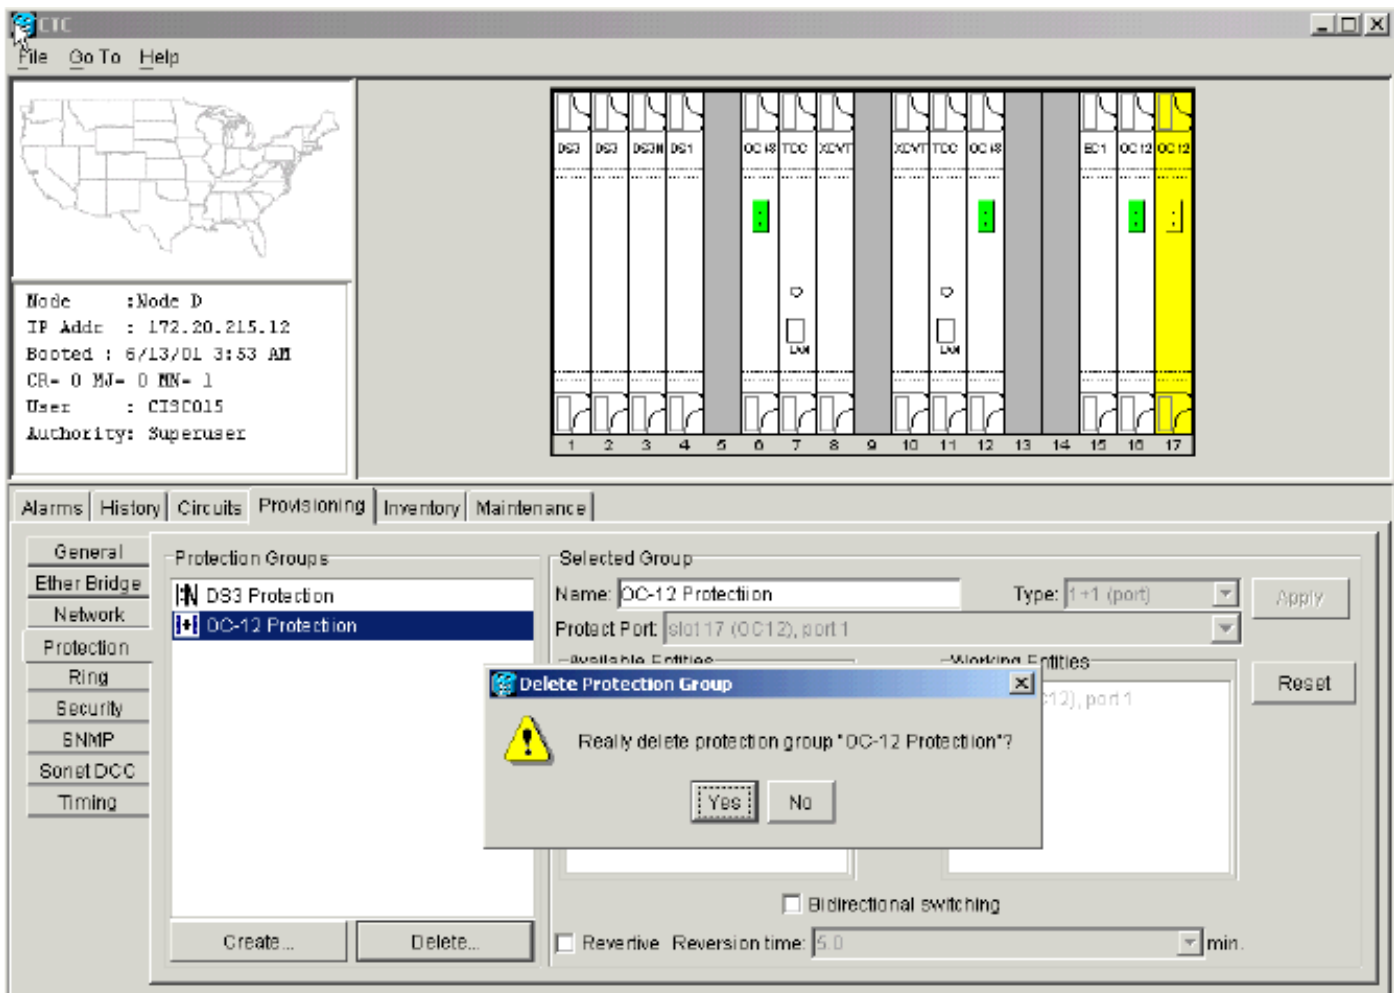 CTC
File Go To Help
DS3 DS3 DS3N DS1 OC48 TCC XCVT XCVT TCC OC48 EC1 OC12 OC12
LAN LAN
1 2 3 4 5 6 7 8 9 10 11 12 13 14 15 16 17
Node :Node D
IP Addr : 172.20.215.12
Booted : 6/13/01 3:53 AM
CR- 0 MJ- 0 MN- 1
User : CISCO15
Authority: Superuser
Alarms History Circuits Provisioning Inventory Maintenance
General
Ether Bridge
Network
Protection
Ring
Security
SNMP
Sonet DCC
Timing
Protection Groups
DS3 Protection
OC-12 Protectiion
Create... Delete...
Selected Group
Name: OC-12 Protectiion Type: 1+1 (port) Apply
Protect Port: slot 17 (OC12), port 1
Available Entities Working Entities
Reset
C12), port 1
Delete Protection Group
Really delete protection group "OC-12 Protectiion"?
Yes No
Bidirectional switching
Revertive Reversion time: 5.0 min.